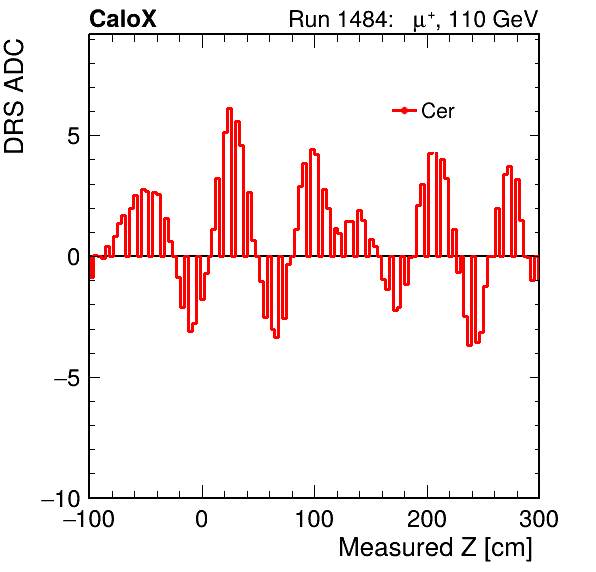 CaloX Run 1484: μ⁺, 110 GeV
DRS ADC
Cer
5
0
−5
−10
−100 0 100 200 300
Measured Z [cm]